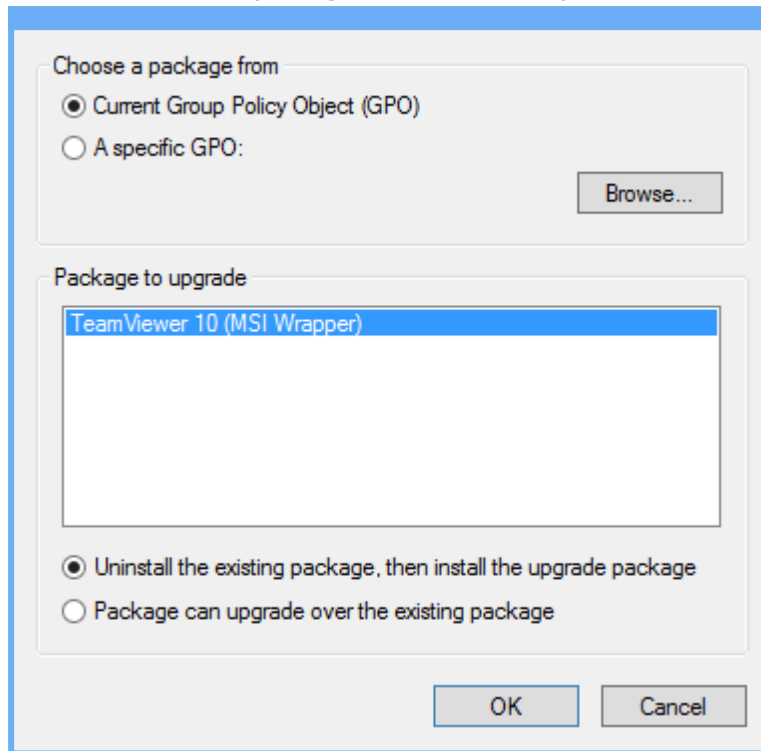 Choose a package from
Current Group Policy Object (GPO)
A specific GPO:
Browse...
Package to upgrade
TeamViewer 10 (MSI Wrapper)
Uninstall the existing package, then install the upgrade package
Package can upgrade over the existing package
OK
Cancel